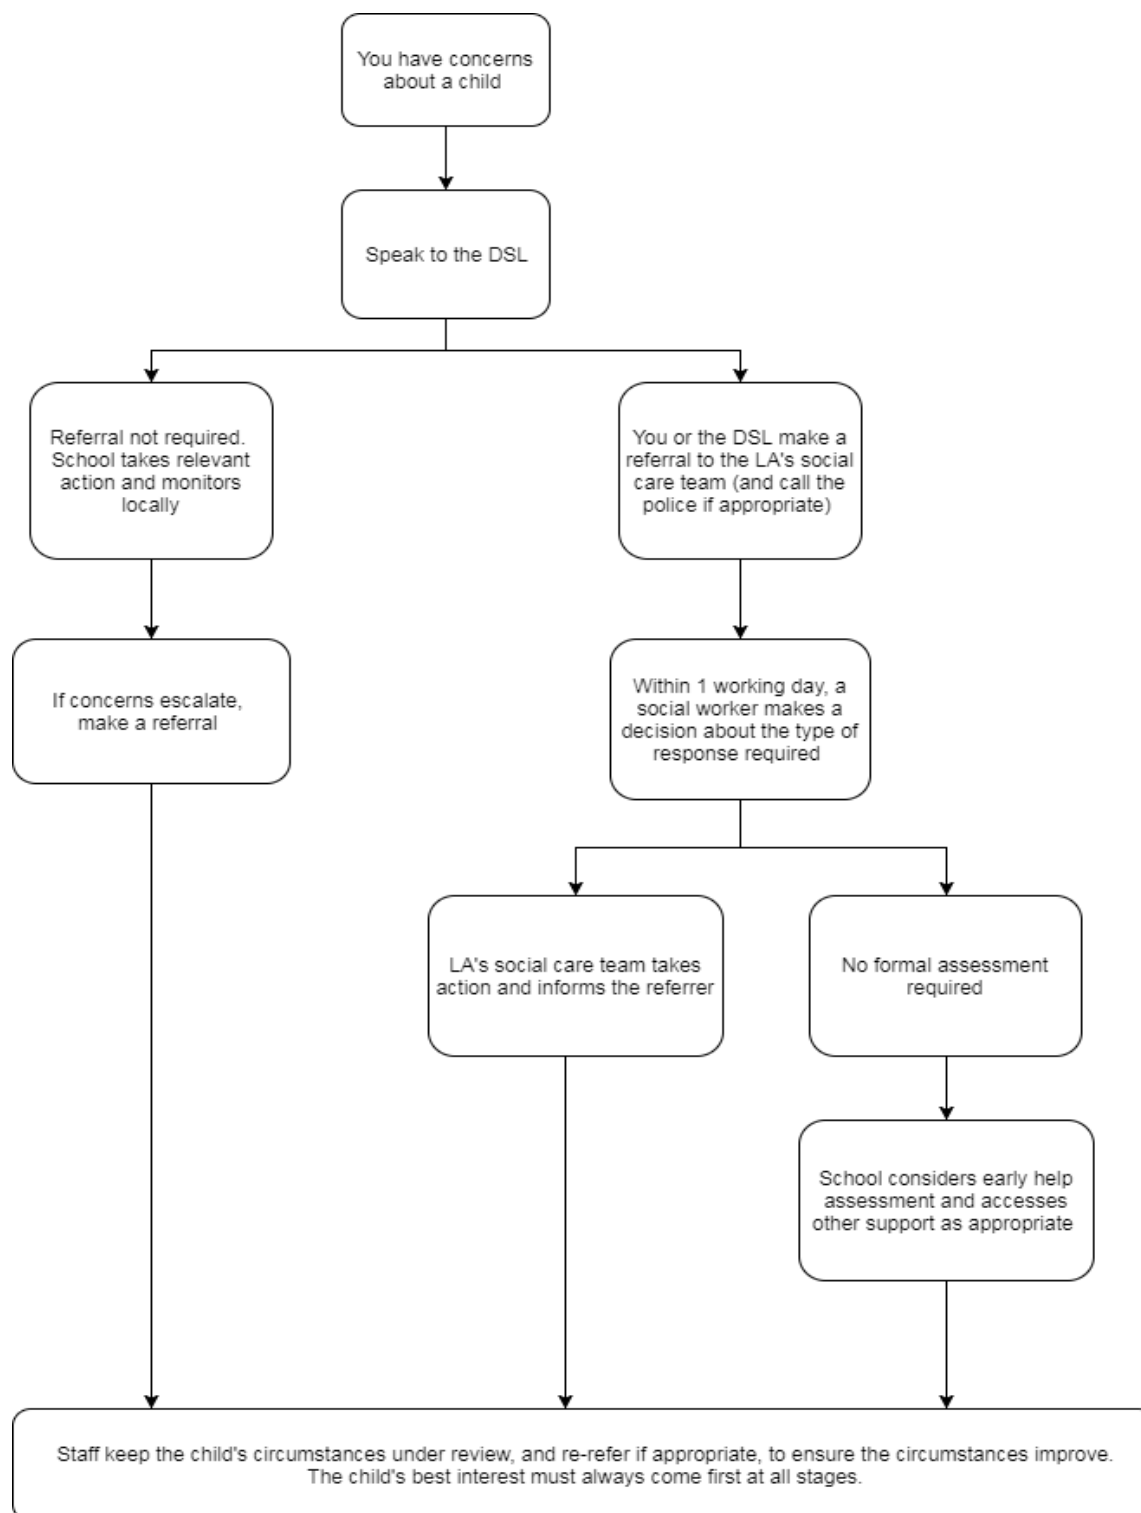 You have concerns
about a child
Speak to the DSL
Referral not required.
School takes relevant
action and monitors
locally
You or the DSL make a
referral to the LA's social
care team (and call the
police if appropriate)
If concerns escalate,
make a referral
Within 1 working day, a
social worker makes a
decision about the type of
response required
LA's social care team takes
action and informs the referrer
No formal assessment
required
School considers early help
assessment and accesses
other support as appropriate
Staff keep the child's circumstances under review, and re-refer if appropriate, to ensure the circumstances improve.
The child's best interest must always come first at all stages.